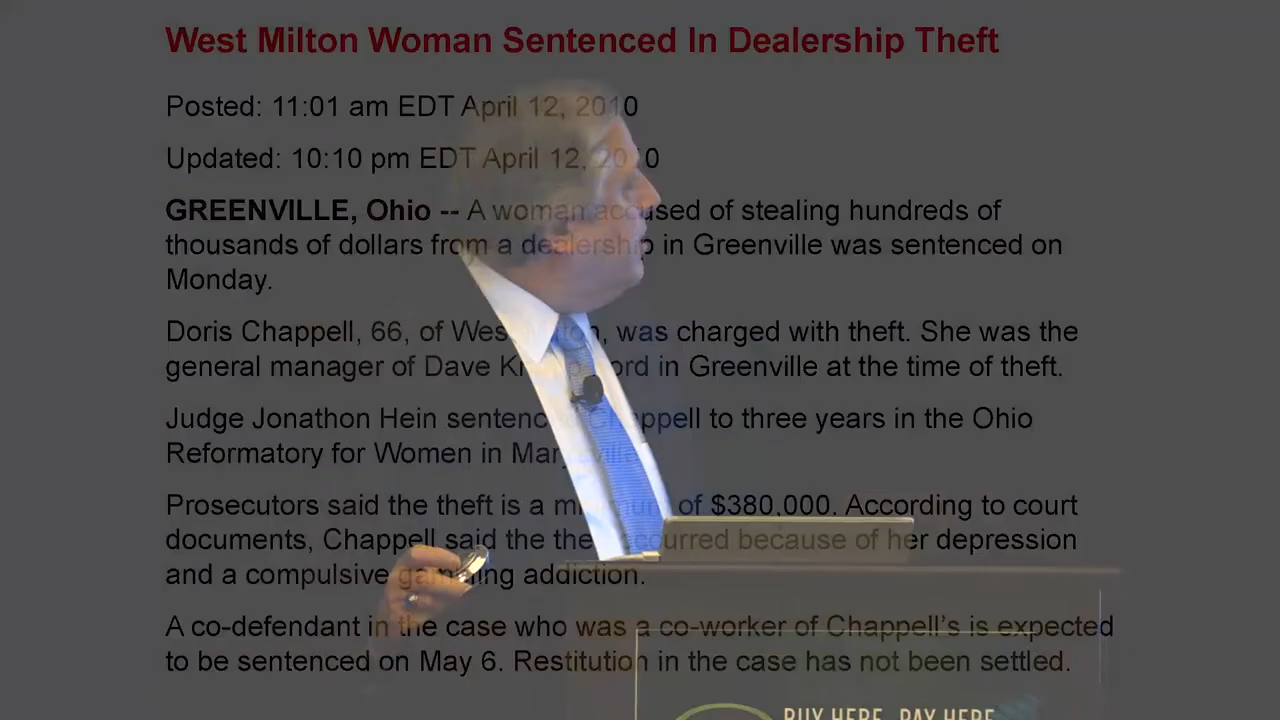 West Milton Woman Sentenced In Dealership Theft
Posted: 11:01 am EDT April 12, 2010
Updated: 10:10 pm EDT April 12, 2010
GREENVILLE, Ohio -- A woman accused of stealing hundreds of
thousands of dollars from a dealership in Greenville was sentenced on
Monday.
Doris Chappell, 66, of West Milton, was charged with theft. She was the
general manager of Dave Knapp Ford in Greenville at the time of theft.
Judge Jonathon Hein sentenced Chappell to three years in the Ohio
Reformatory for Women in Marysville.
Prosecutors said the theft is a minimum of $380,000. According to court
documents, Chappell said the theft occurred because of her depression
and a compulsive gambling addiction.
A co-defendant in the case who was a co-worker of Chappell’s is expected
to be sentenced on May 6. Restitution in the case has not been settled.
BUY HERE, PAY HERE